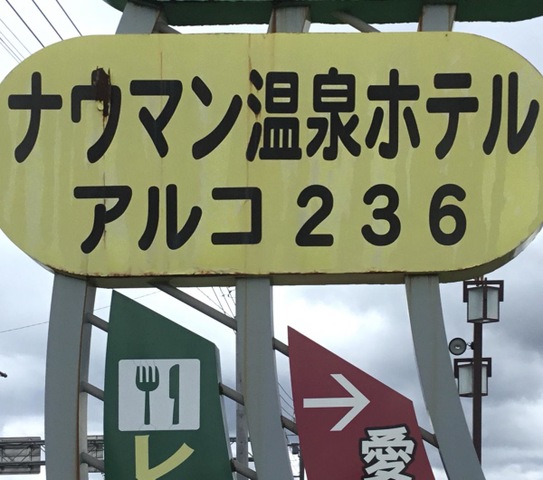 ナウマン温泉ホテル
アルコ２３６
レ
愛